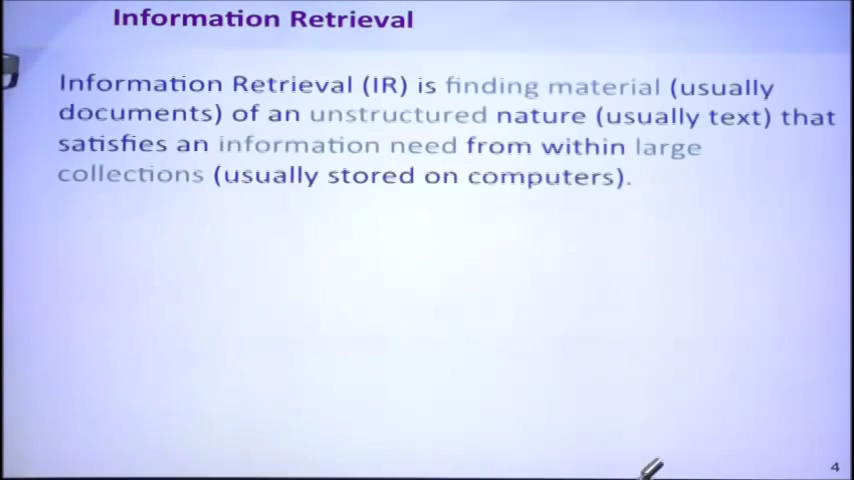 Information Retrieval
Information Retrieval (IR) is finding material (usually
documents) of an unstructured nature (usually text) that
satisfies an information need from within large
collections (usually stored on computers).
4